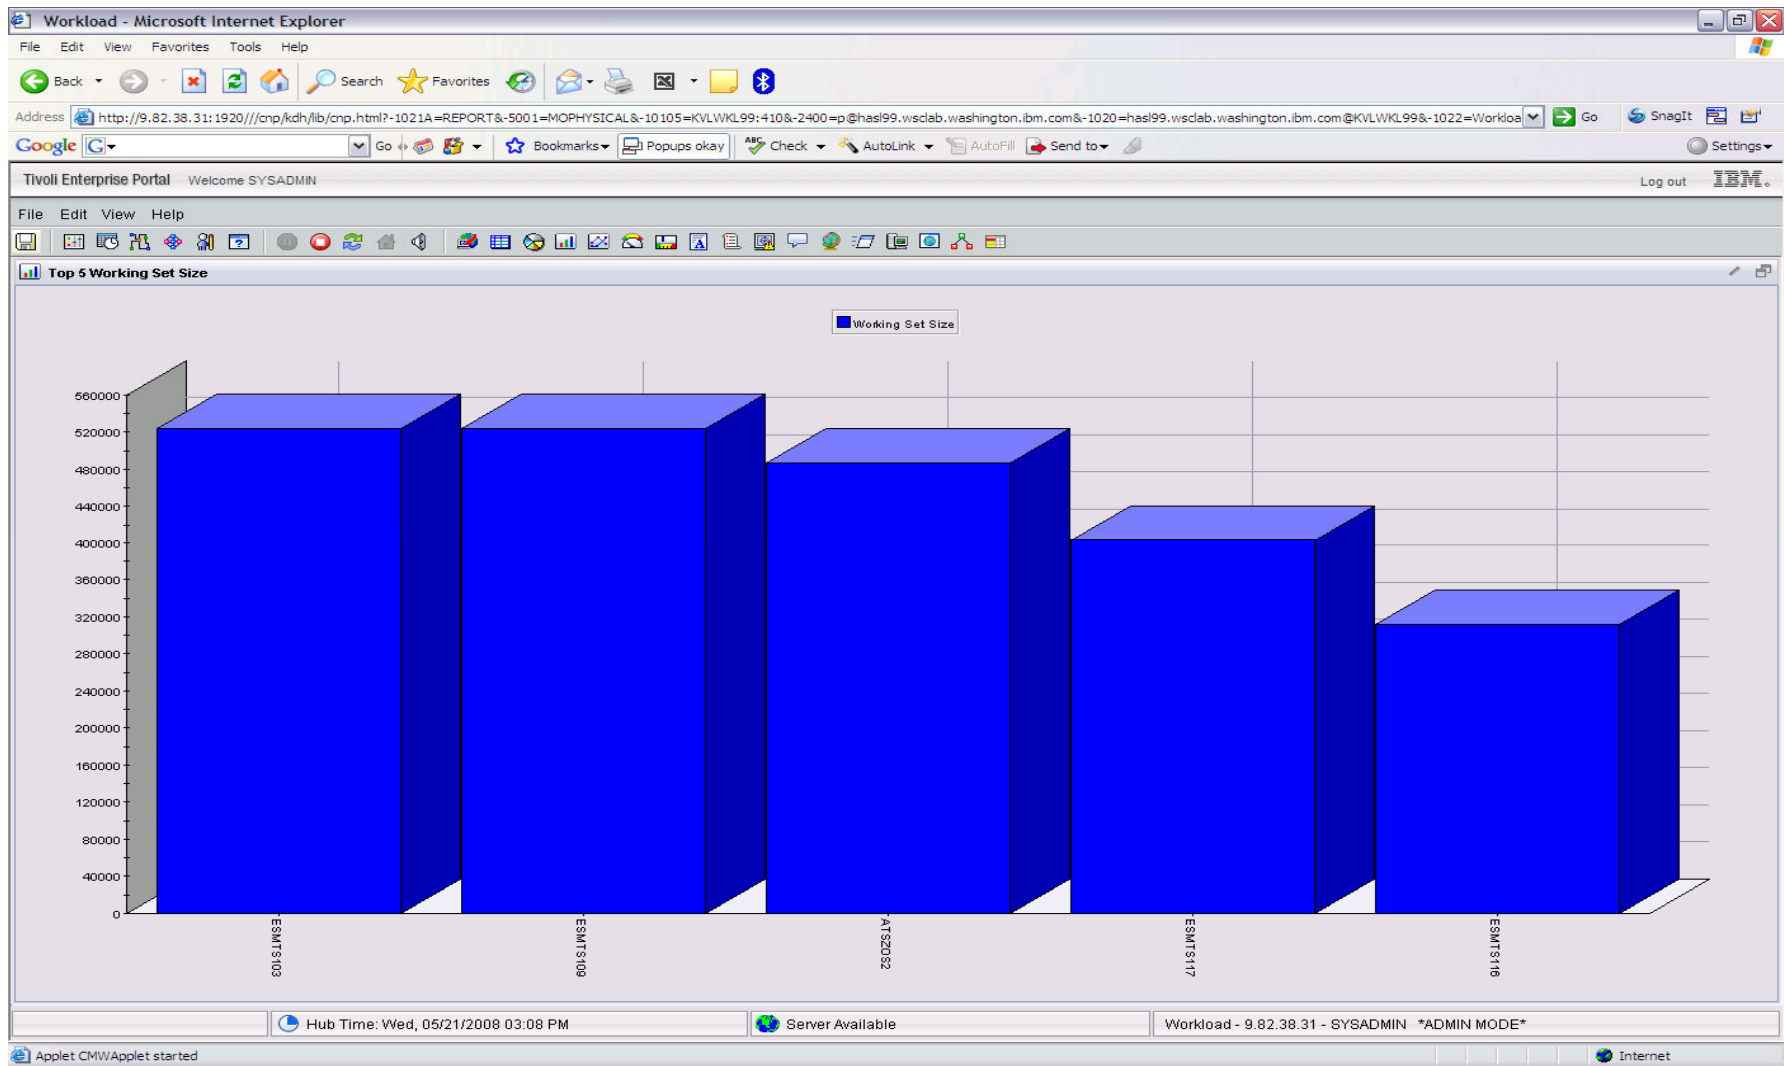 Workload - Microsoft Internet Explorer
File Edit View Favorites Tools Help
Back Search Favorites
Address http://9.82.38.31:1920///cnp/kdh/lib/cnp.html?-1021A=REPORT&-5001=MOPHYSICAL&-10105=KVLWKL99:410&-2400=p@hasl99.wsclab.washington.ibm.com&-1020=hasl99.wsclab.washington.ibm.com@KVLWKL99&-1022=Workloa Go SnagIt
Google G Go Bookmarks Popups okay ABC Check AutoLink AutoFill Send to Settings
Tivoli Enterprise Portal Welcome SYSADMIN Log out IBM.
File Edit View Help
Top 5 Working Set Size
Working Set Size
560000
520000
480000
440000
400000
360000
320000
280000
240000
200000
160000
120000
80000
40000
0
ESMTS103 ESMTS109 ATSZOS2 ESMTS117 ESMTS116
Hub Time: Wed, 05/21/2008 03:08 PM Server Available Workload - 9.82.38.31 - SYSADMIN *ADMIN MODE*
Applet CMWApplet started Internet